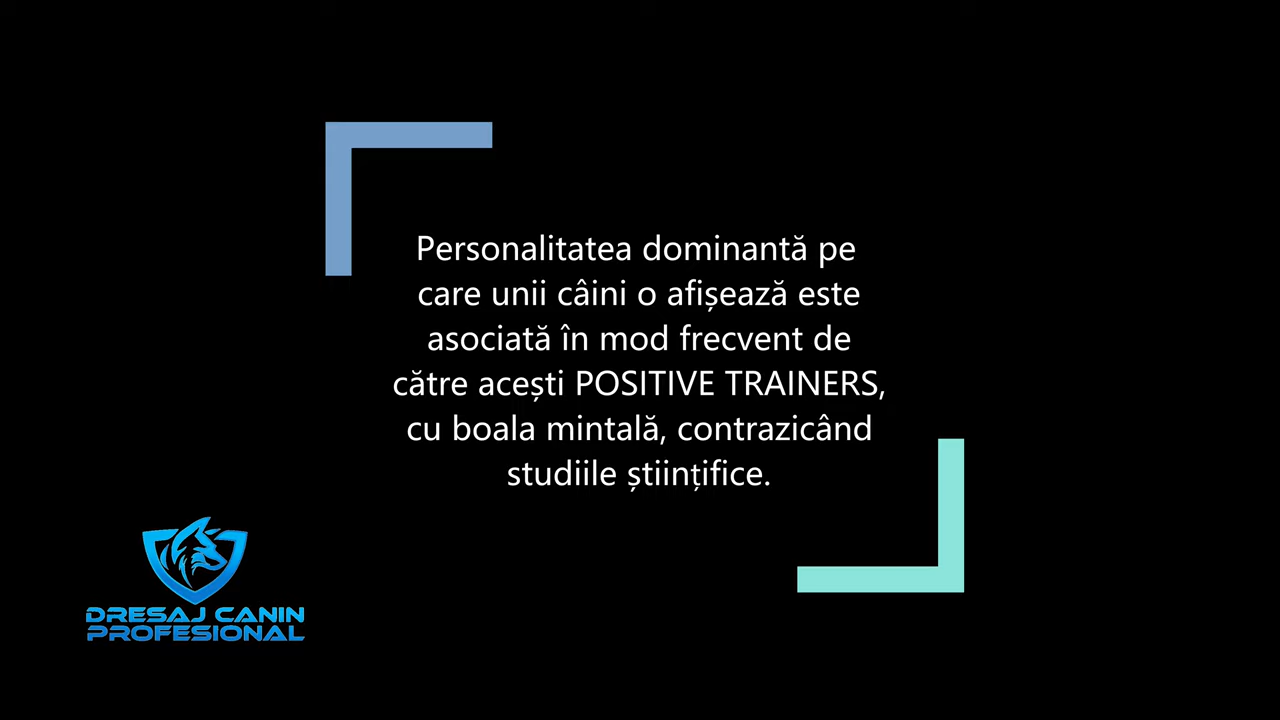 Personalitatea dominantă pe
care unii câini o afișează este
asociată în mod frecvent de
către acești POSITIVE TRAINERS,
cu boala mintală, contrazicând
studiile științifice.
DRESAJ CANIN
PROFESIONAL